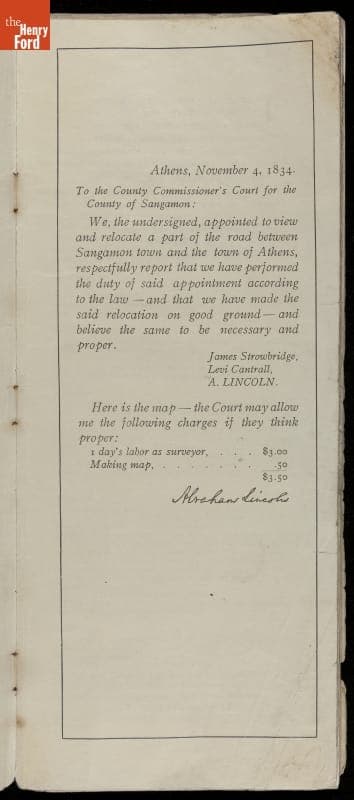 the
Henry
Ford
Athens, November 4, 1834.
To the County Commissioner's Court for the
County of Sangamon:
We, the undersigned, appointed to view
and relocate a part of the road between
Sangamon town and the town of Athens,
respectfully report that we have performed
the duty of said appointment according
to the law — and that we have made the
said relocation on good ground — and
believe the same to be necessary and
proper.
James Strowbridge,
Levi Cantrall,
A. LINCOLN.
Here is the map — the Court may allow
me the following charges if they think
proper:
1 day's labor as surveyor, . . . $3.00
Making map, . . . . . . . .50
$3.50
Abraham Lincoln